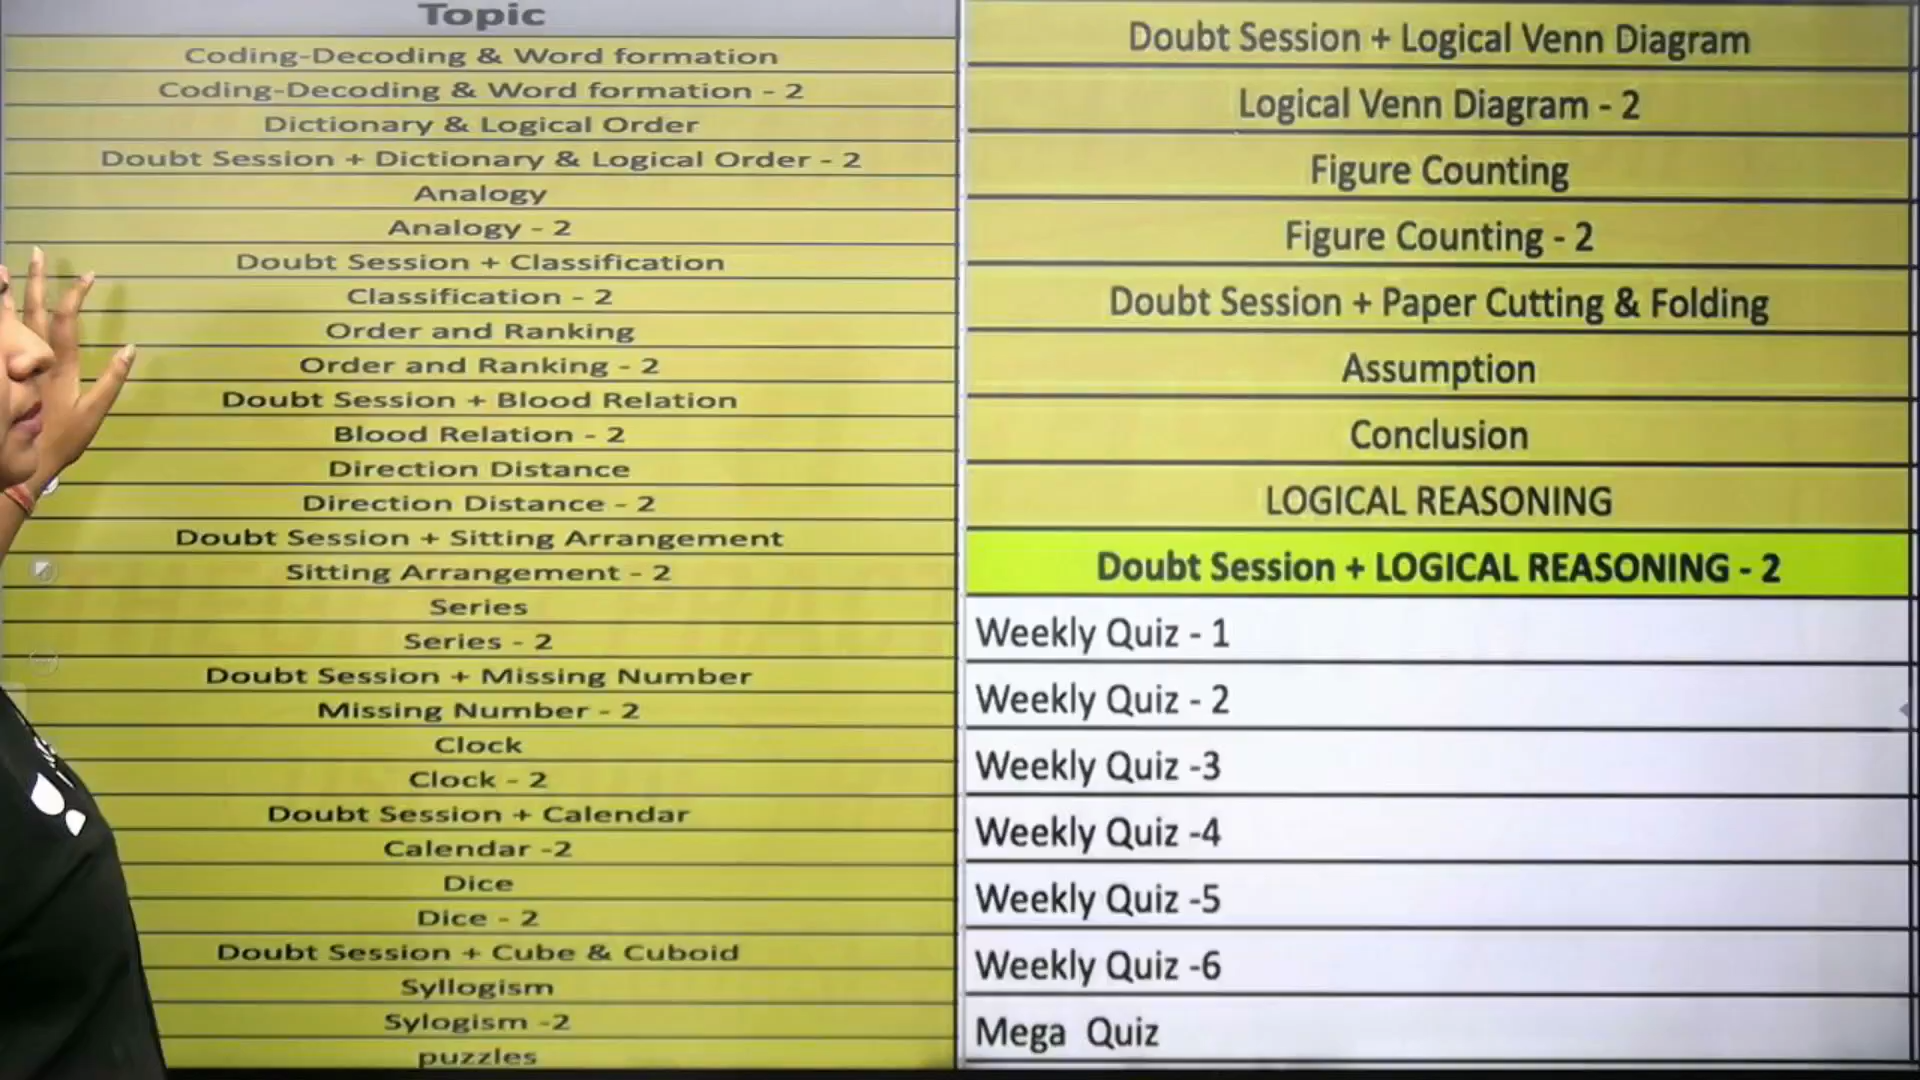 Topic
Coding-Decoding & Word formation
Coding-Decoding & Word formation - 2
Dictionary & Logical Order
Doubt Session + Dictionary & Logical Order - 2
Analogy
Analogy - 2
Doubt Session + Classification
Classification - 2
Order and Ranking
Order and Ranking - 2
Doubt Session + Blood Relation
Blood Relation - 2
Direction Distance
Direction Distance - 2
Doubt Session + Sitting Arrangement
Sitting Arrangement - 2
Series
Series - 2
Doubt Session + Missing Number
Missing Number - 2
Clock
Clock - 2
Doubt Session + Calendar
Calendar -2
Dice
Dice - 2
Doubt Session + Cube & Cuboid
Syllogism
Sylogism -2
puzzles
Doubt Session + Logical Venn Diagram
Logical Venn Diagram - 2
Figure Counting
Figure Counting - 2
Doubt Session + Paper Cutting & Folding
Assumption
Conclusion
LOGICAL REASONING
Doubt Session + LOGICAL REASONING - 2
Weekly Quiz - 1
Weekly Quiz - 2
Weekly Quiz -3
Weekly Quiz -4
Weekly Quiz -5
Weekly Quiz -6
Mega Quiz